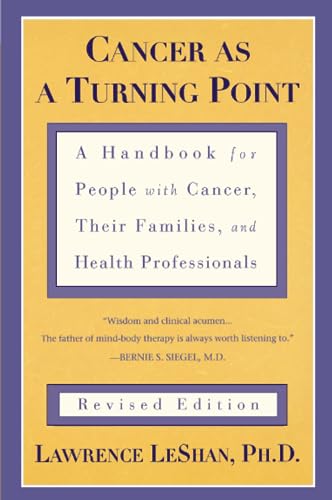 CANCER AS
A TURNING POINT
A Handbook for
People with Cancer,
Their Families, and
Health Professionals
"Wisdom and clinical acumen...
The father of mind-body therapy is always worth listening to."
—BERNIE S. SIEGEL, M.D.
Revised Edition
LAWRENCE LESHAN, PH.D.